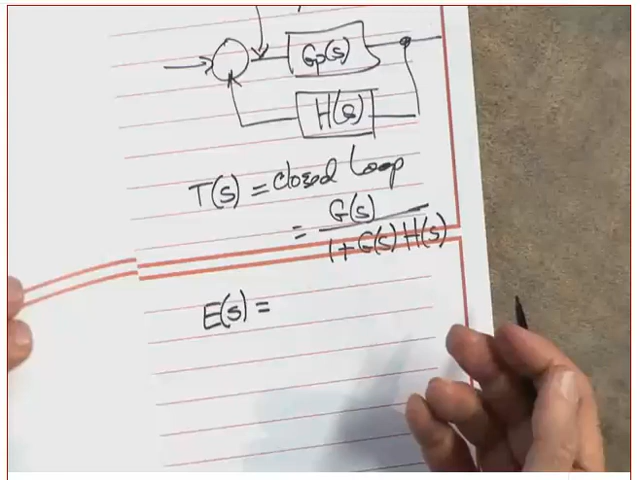 Gp(s)
H(s)
T(s) = closed Loop
= G(s) / 1+G(s)H(s)
E(s) =